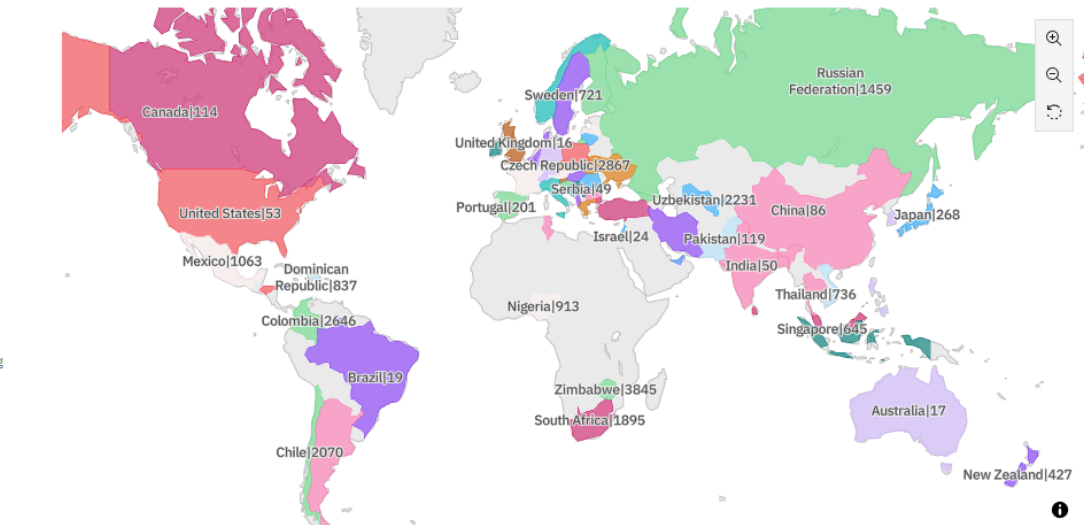 Canada|114
Sweden|721
Russian
Federation|1459
United Kingdom|16
Czech Republic|2867
Serbia|49
Portugal|201
Uzbekistan|2231
United States|53
China|86
Japan|268
Israel|24
Pakistan|119
Mexico|1063
India|50
Dominican
Republic|837
Thailand|736
Nigeria|913
Colombia|2646
Singapore|645
Brazil|19
Zimbabwe|3845
Australia|17
South Africa|1895
Chile|2070
New Zealand|427